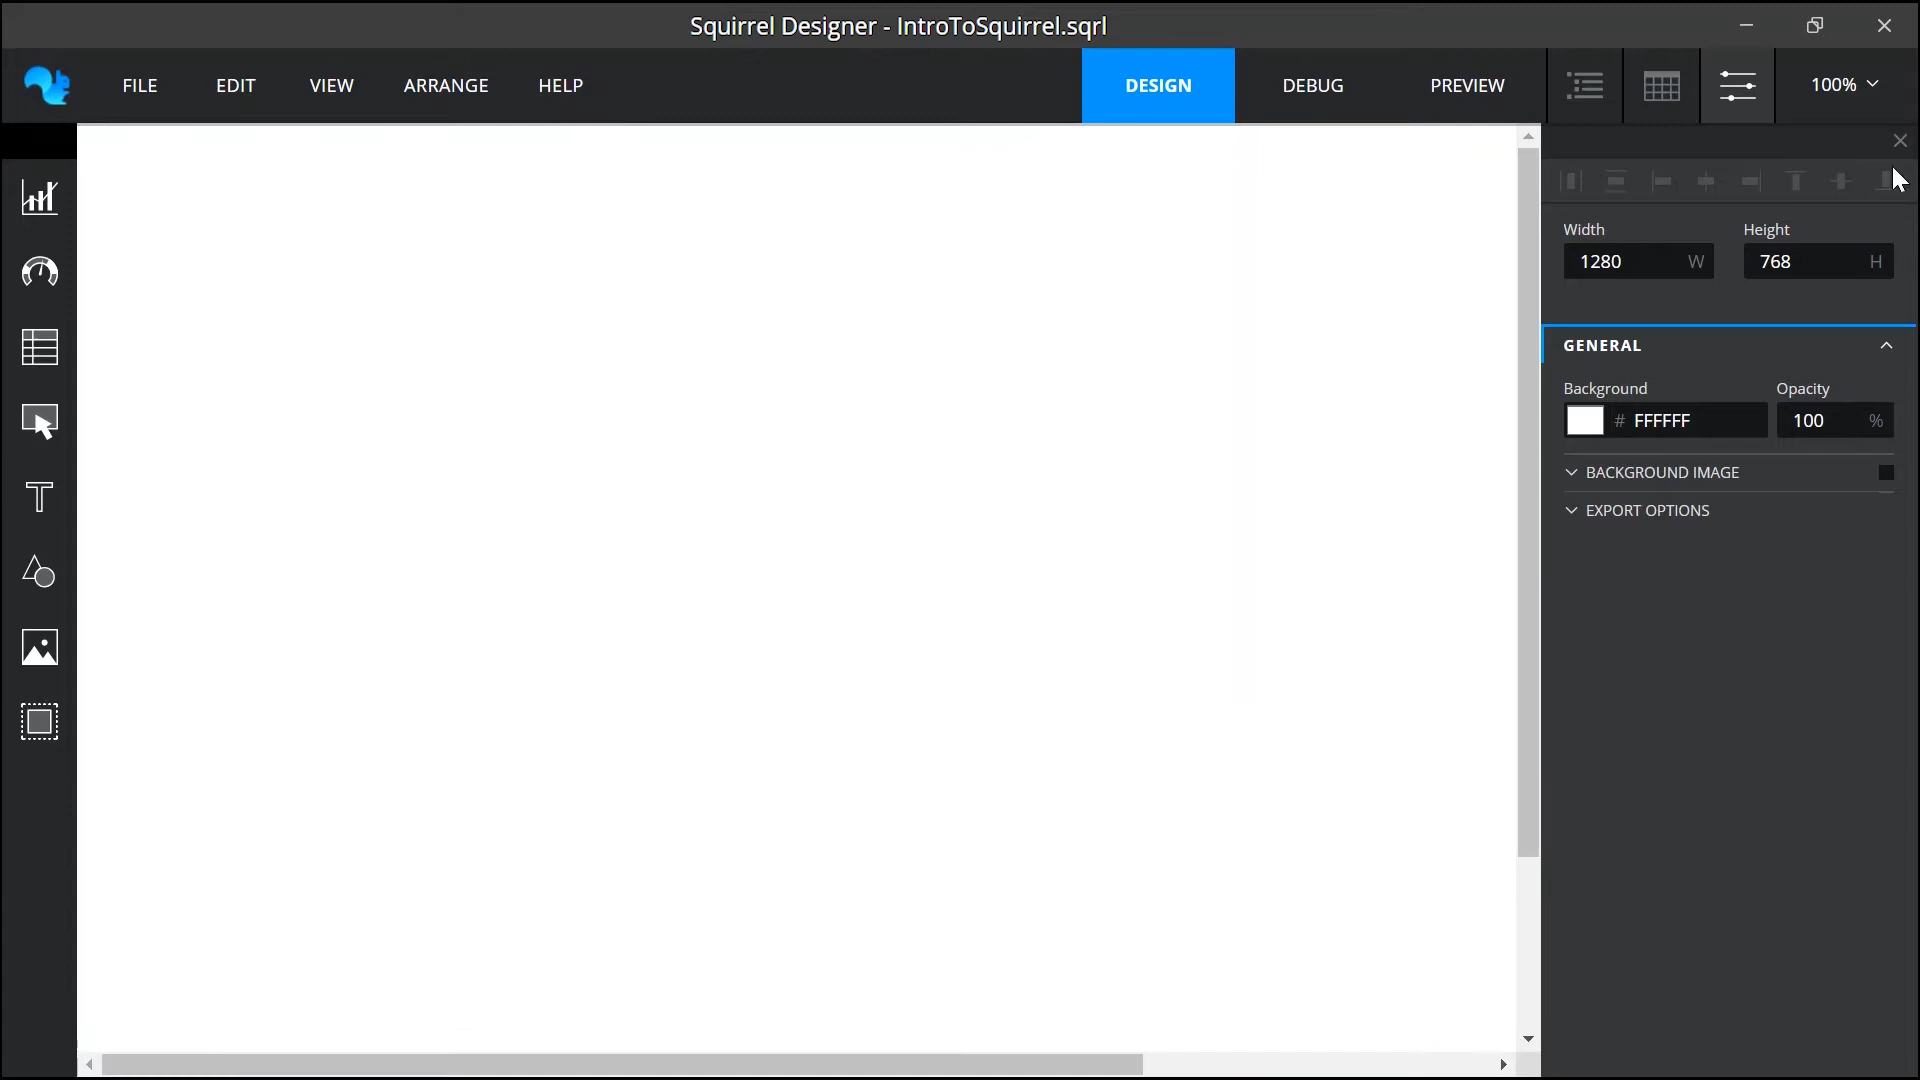 Squirrel Designer - IntroToSquirrel.sqrl
FILE EDIT VIEW ARRANGE HELP DESIGN DEBUG PREVIEW 100%
Width Height
1280 W 768 H
GENERAL
Background Opacity
# FFFFFF 100 %
BACKGROUND IMAGE
EXPORT OPTIONS